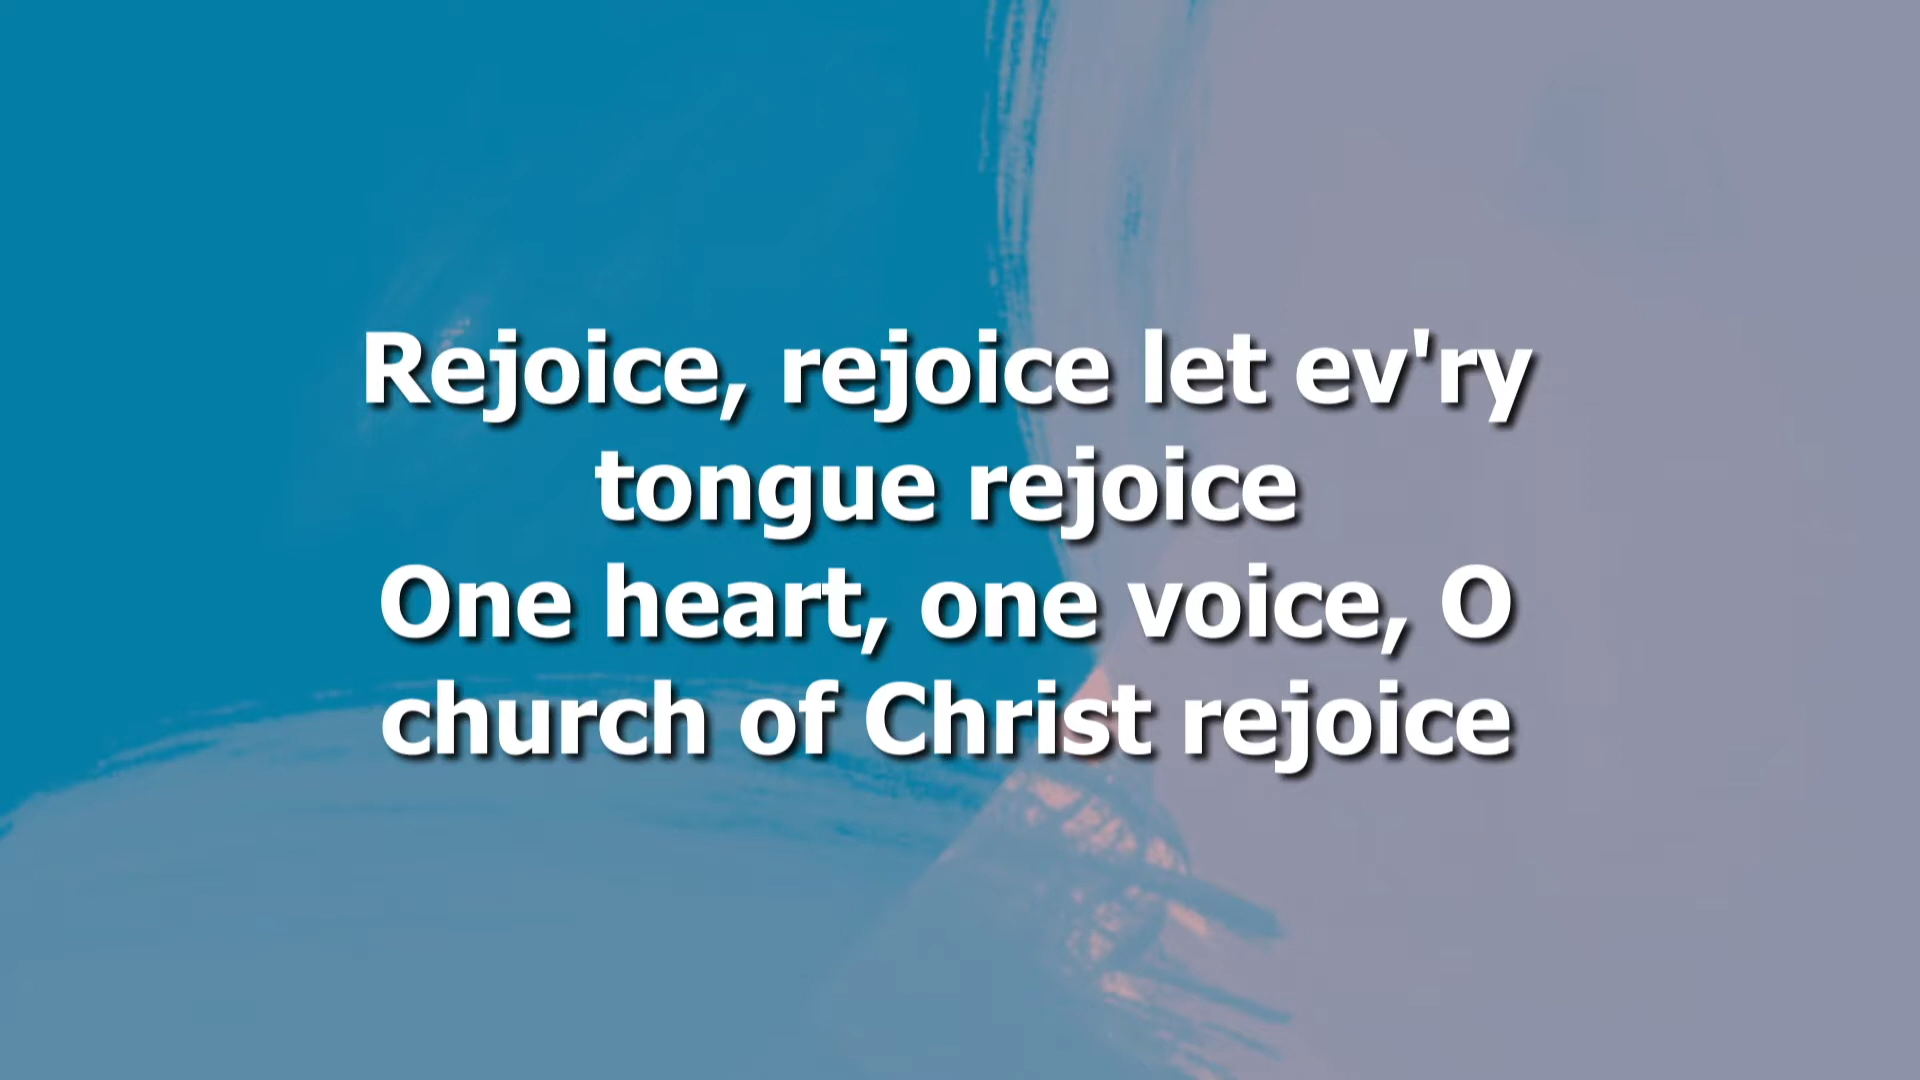 Rejoice, rejoice let ev'ry
tongue rejoice
One heart, one voice, O
church of Christ rejoice